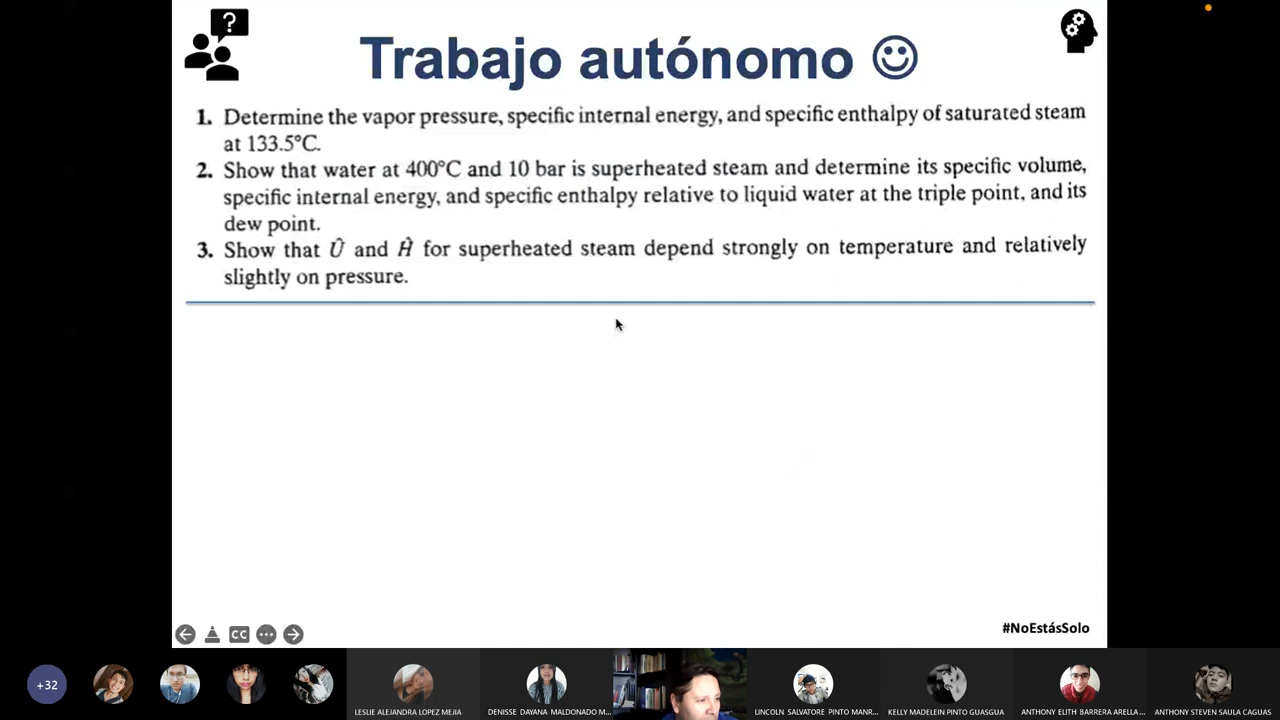 ?
Trabajo autónomo ☺
1. Determine the vapor pressure, specific internal energy, and specific enthalpy of saturated steam
at 133.5°C.
2. Show that water at 400°C and 10 bar is superheated steam and determine its specific volume,
specific internal energy, and specific enthalpy relative to liquid water at the triple point, and its
dew point.
3. Show that Û and Ĥ for superheated steam depend strongly on temperature and relatively
slightly on pressure.
CC
#NoEstásSolo
+32
LESLIE ALEJANDRA LOPEZ MEJIA
DENISSE DAYANA MALDONADO M...
LINCOLN SALVATORE PINTO MANR...
KELLY MADELEIN PINTO GUASGUA
ANTHONY ELITH BARRERA ARELLA ...
ANTHONY STEVEN SAULA CAGUAS